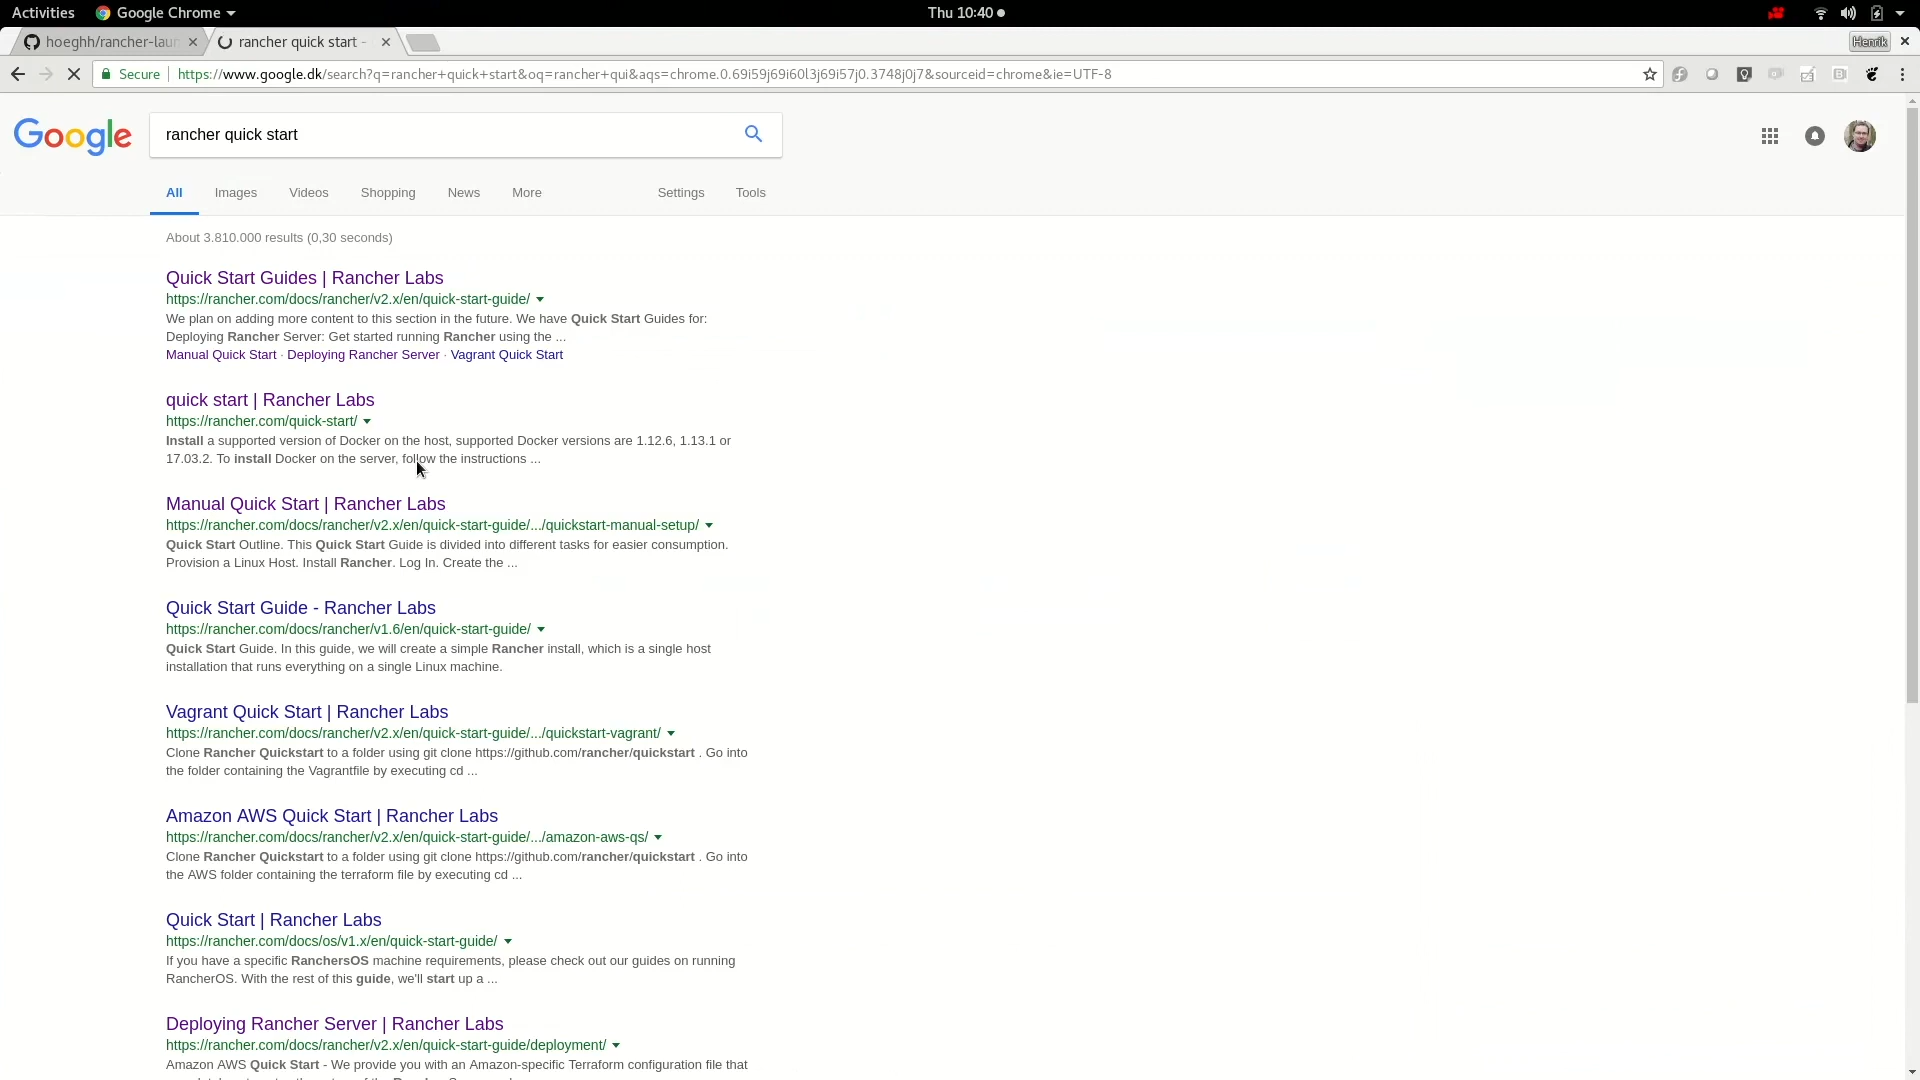 Activities Google Chrome Thu 10:40
hoeghh/rancher-laun rancher quick start - Henrik
Secure https://www.google.dk/search?q=rancher+quick+start&oq=rancher+qui&aqs=chrome.0.69i59j69i60l3j69i57j0.3748j0j7&sourceid=chrome&ie=UTF-8
Google rancher quick start
All Images Videos Shopping News More Settings Tools
About 3.810.000 results (0,30 seconds)
Quick Start Guides | Rancher Labs
https://rancher.com/docs/rancher/v2.x/en/quick-start-guide/
We plan on adding more content to this section in the future. We have Quick Start Guides for:
Deploying Rancher Server: Get started running Rancher using the ...
Manual Quick Start · Deploying Rancher Server · Vagrant Quick Start
quick start | Rancher Labs
https://rancher.com/quick-start/
Install a supported version of Docker on the host, supported Docker versions are 1.12.6, 1.13.1 or
17.03.2. To install Docker on the server, follow the instructions ...
Manual Quick Start | Rancher Labs
https://rancher.com/docs/rancher/v2.x/en/quick-start-guide/.../quickstart-manual-setup/
Quick Start Outline. This Quick Start Guide is divided into different tasks for easier consumption.
Provision a Linux Host. Install Rancher. Log In. Create the ...
Quick Start Guide - Rancher Labs
https://rancher.com/docs/rancher/v1.6/en/quick-start-guide/
Quick Start Guide. In this guide, we will create a simple Rancher install, which is a single host
installation that runs everything on a single Linux machine.
Vagrant Quick Start | Rancher Labs
https://rancher.com/docs/rancher/v2.x/en/quick-start-guide/.../quickstart-vagrant/
Clone Rancher Quickstart to a folder using git clone https://github.com/rancher/quickstart . Go into
the folder containing the Vagrantfile by executing cd ...
Amazon AWS Quick Start | Rancher Labs
https://rancher.com/docs/rancher/v2.x/en/quick-start-guide/.../amazon-aws-qs/
Clone Rancher Quickstart to a folder using git clone https://github.com/rancher/quickstart . Go into
the AWS folder containing the terraform file by executing cd ...
Quick Start | Rancher Labs
https://rancher.com/docs/os/v1.x/en/quick-start-guide/
If you have a specific RanchersOS machine requirements, please check out our guides on running
RancherOS. With the rest of this guide, we'll start up a ...
Deploying Rancher Server | Rancher Labs
https://rancher.com/docs/rancher/v2.x/en/quick-start-guide/deployment/
Amazon AWS Quick Start - We provide you with an Amazon-specific Terraform configuration file that